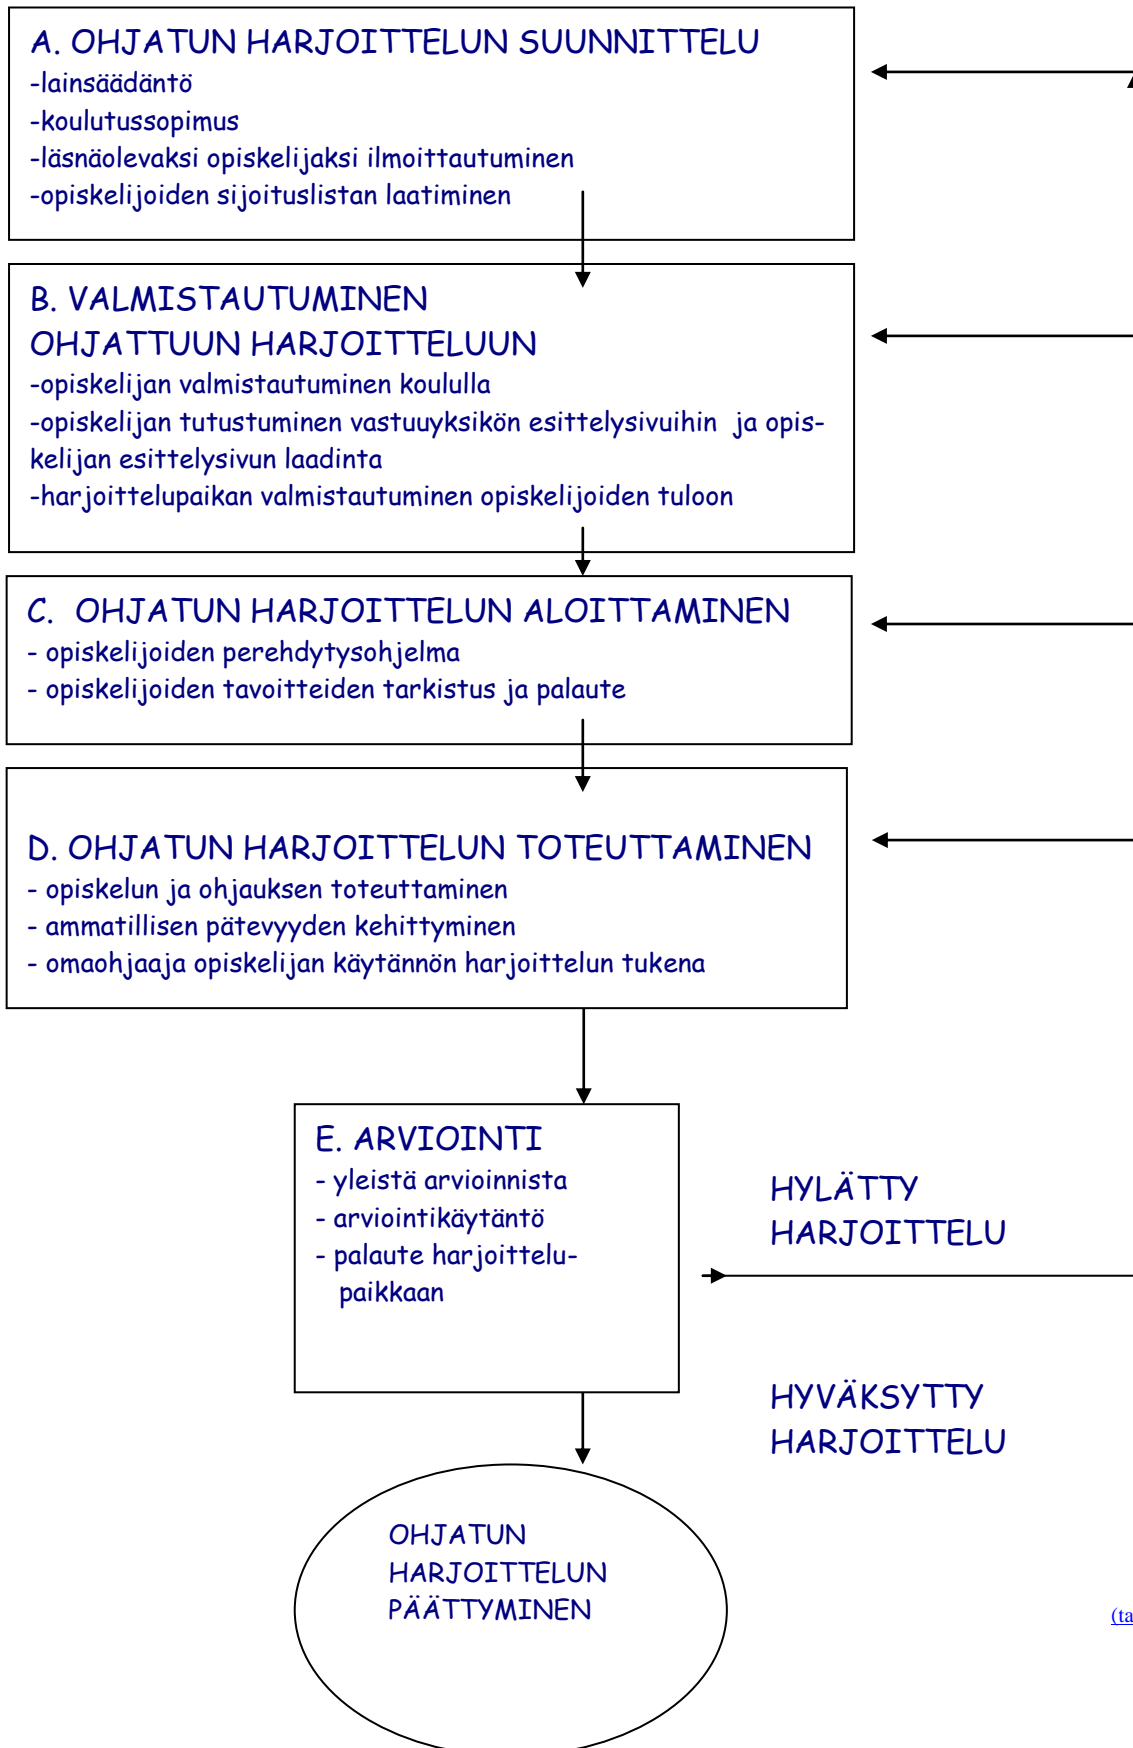 A. OHJATUN HARJOITTELUN SUUNNITTELU
-lainsäädäntö
-koulutussopimus
-läsnäolevaksi opiskelijaksi ilmoittautuminen
-opiskelijoiden sijoituslistan laatiminen
B. VALMISTAUTUMINEN
OHJATTUUN HARJOITTELUUN
-opiskelijan valmistautuminen koululla
-opiskelijan tutustuminen vastuuyksikön esittelysivuihin ja opis-
kelijan esittelysivun laadinta
-harjoittelupaikan valmistautuminen opiskelijoiden tuloon
C. OHJATUN HARJOITTELUN ALOITTAMINEN
- opiskelijoiden perehdytysohjelma
- opiskelijoiden tavoitteiden tarkistus ja palaute
D. OHJATUN HARJOITTELUN TOTEUTTAMINEN
- opiskelun ja ohjauksen toteuttaminen
- ammatillisen pätevyyden kehittyminen
- omaohjaaja opiskelijan käytännön harjoittelun tukena
E. ARVIOINTI
- yleistä arvioinnista
- arviointikäytäntö
- palaute harjoittelu-
paikkaan
HYLÄTTY
HARJOITTELU
HYVÄKSYTTY
HARJOITTELU
OHJATUN
HARJOITTELUN
PÄÄTTYMINEN
(ta